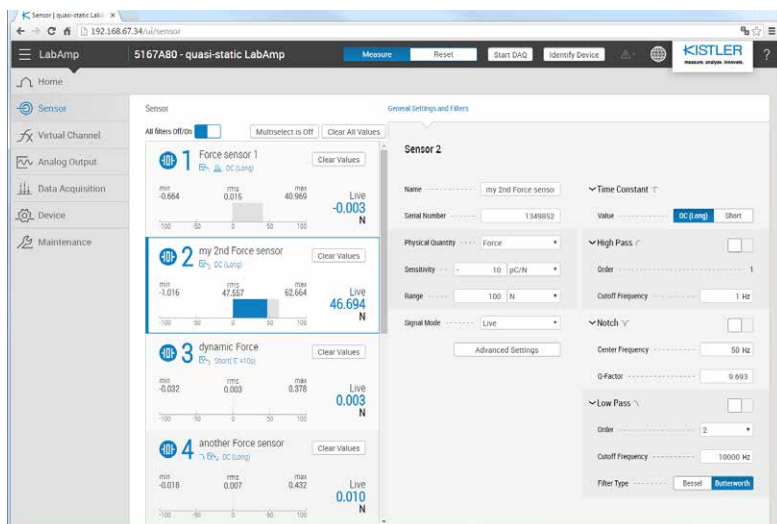 Sensor | quasi-static LabA
192.168.67.34/ui/sensor
LabAmp
5167A80 - quasi-static LabAmp
Measure
Reset
Start DAQ
Identify Device
KISTLER
measure. analyze. innovate.
?
Home
Sensor
Virtual Channel
Analog Output
Data Acquisition
Device
Maintenance
Sensor
General Settings and Filters
All filters Off/On
Multiselect is Off
Clear All Values
1 Force sensor 1
DC (Long)
Clear Values
min rms max
-0.664 0.015 40.969
Live
-0.003
N
-100 -50 0 50 100
2 my 2nd Force sensor
DC (Long)
Clear Values
min rms max
-1.016 47.557 62.664
Live
46.694
N
-100 -50 0 50 100
3 dynamic Force
Short(τ=10s)
Clear Values
min rms max
-0.032 0.003 0.378
Live
0.003
N
-100 -50 0 50 100
4 another Force sensor
DC (Long)
Clear Values
min rms max
-0.018 0.007 0.432
Live
0.010
N
-100 -50 0 50 100
Sensor 2
Name my 2nd Force senso
Serial Number 1349852
Physical Quantity Force
Sensitivity - 10 pC/N
Range 100 N
Signal Mode Live
Advanced Settings
Time Constant τ
Value DC (Long) Short
High Pass
Order 1
Cutoff Frequency 1 Hz
Notch
Center Frequency 50 Hz
Q-Factor 9.693
Low Pass
Order 2
Cutoff Frequency 10000 Hz
Filter Type Bessel Butterworth